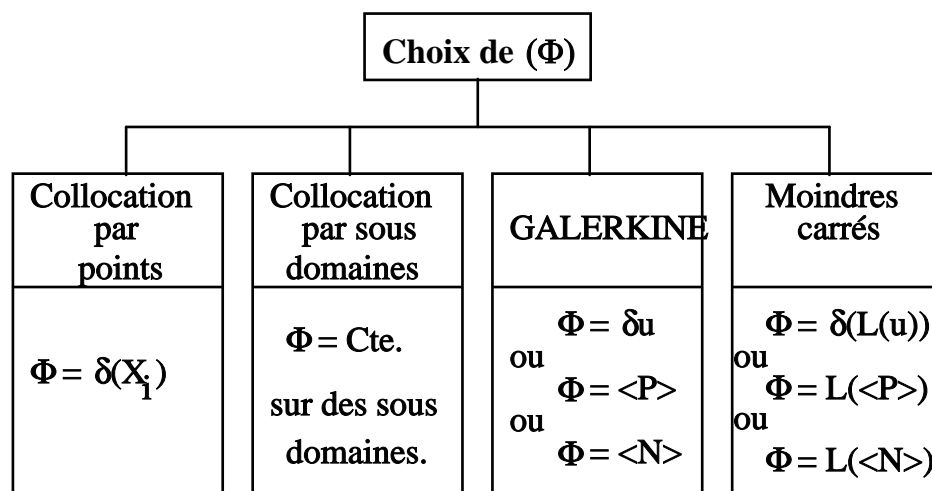 Choix de (Φ)
Collocation
par
points
Φ = δ(Xi)
Collocation
par sous
domaines
Φ = Cte.
sur des sous
domaines.
GALERKINE
Φ = δu
ou
Φ = <P>
ou
Φ = <N>
Moindres
carrés
Φ = δ(L(u))
ou
Φ = L(<P>)
ou
Φ = L(<N>)